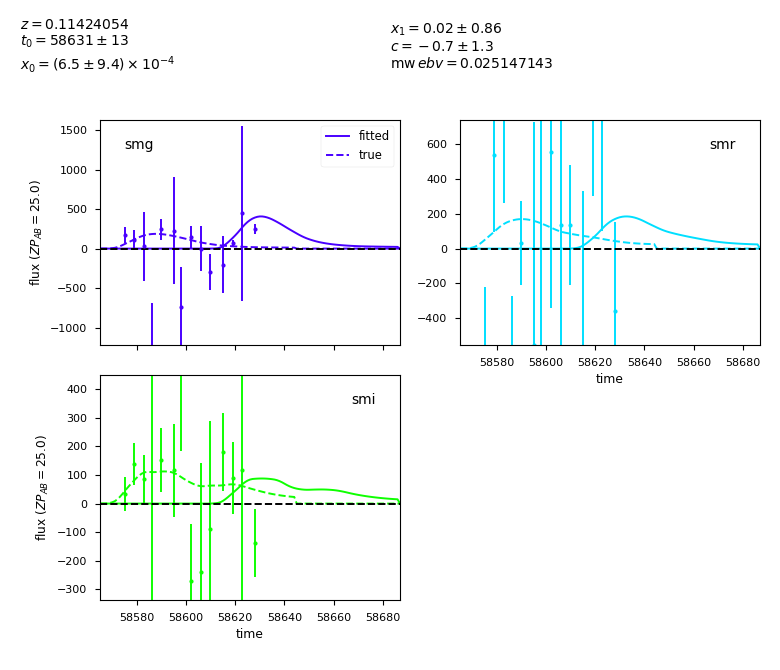 z = 0.11424054
t₀ = 58631 ± 13
x₀ = (6.5 ± 9.4) × 10⁻⁴
x₁ = 0.02 ± 0.86
c = −0.7 ± 1.3
mw ebv = 0.025147143
smg
fitted
true
1500
1000
500
0
−500
−1000
flux (ZP_AB = 25.0)
smr
600
400
200
0
−200
−400
58580 58600 58620 58640 58660 58680
time
smi
400
300
200
100
0
−100
−200
−300
flux (ZP_AB = 25.0)
58580 58600 58620 58640 58660 58680
time